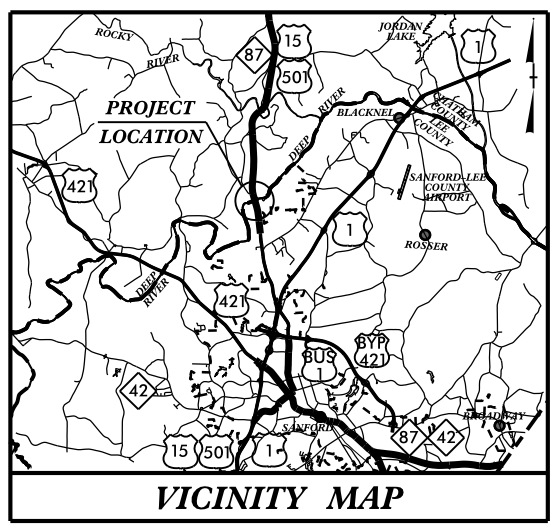 ROCKY
RIVER
87
15
501
JORDAN
LAKE
1
PROJECT
LOCATION
DEEP
RIVER
BLACKNEL
CHATHAM
COUNTY
LEE
COUNTY
421
SANFORD-LEE
COUNTY
AIRPORT
1
ROSSER
DEEP
RIVER
421
BUS
1
BYP
421
42
SANFORD
BROADWAY
87
42
15
501
1
VICINITY MAP